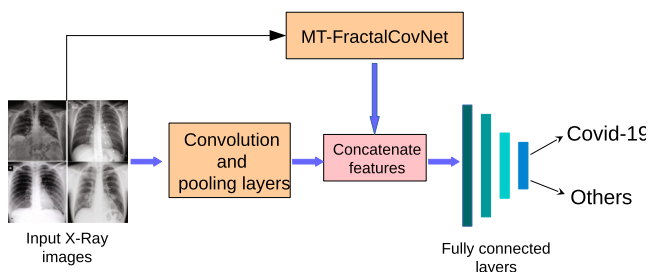 MT-FractalCovNet
Convolution
and
pooling layers
Concatenate
features
Covid-19
Others
Input X-Ray
images
Fully connected
layers